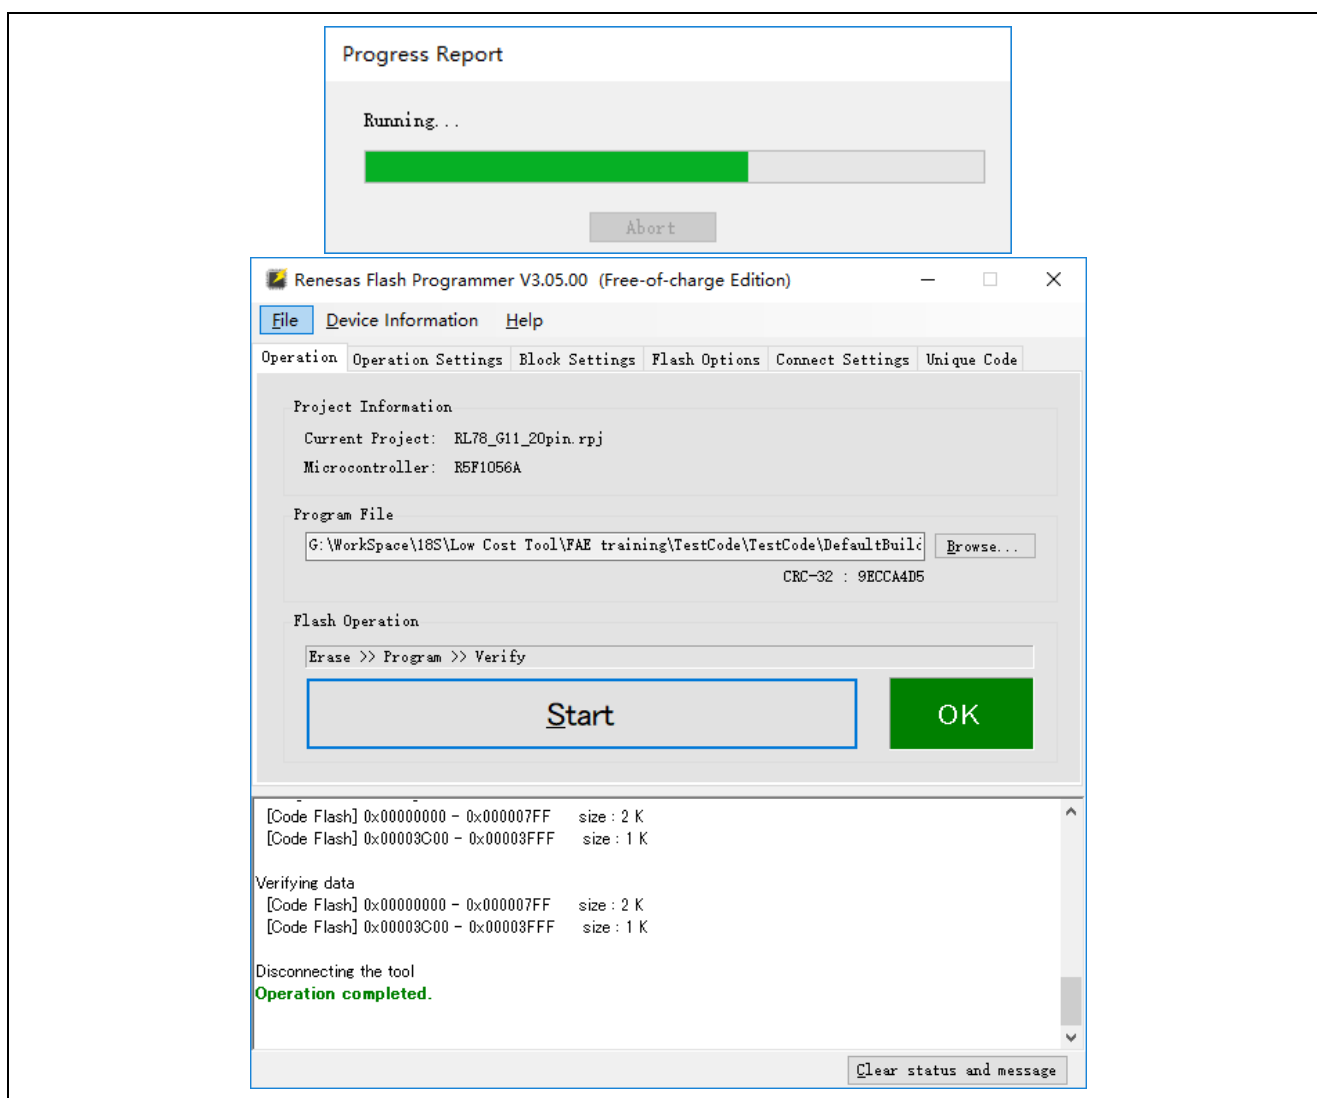 Progress Report
Running...
Abort
Renesas Flash Programmer V3.05.00 (Free-of-charge Edition)
File Device Information Help
Operation Operation Settings Block Settings Flash Options Connect Settings Unique Code
Project Information
Current Project: RL78_G11_20pin.rpj
Microcontroller: R5F1056A
Program File
G:\WorkSpace\18S\Low Cost Tool\FAE training\TestCode\TestCode\DefaultBuild Browse...
CRC-32 : 9ECCA4D5
Flash Operation
Erase >> Program >> Verify
Start OK
[Code Flash] 0x00000000 - 0x000007FF size : 2 K
[Code Flash] 0x00003C00 - 0x00003FFF size : 1 K
Verifying data
[Code Flash] 0x00000000 - 0x000007FF size : 2 K
[Code Flash] 0x00003C00 - 0x00003FFF size : 1 K
Disconnecting the tool
Operation completed.
Clear status and message